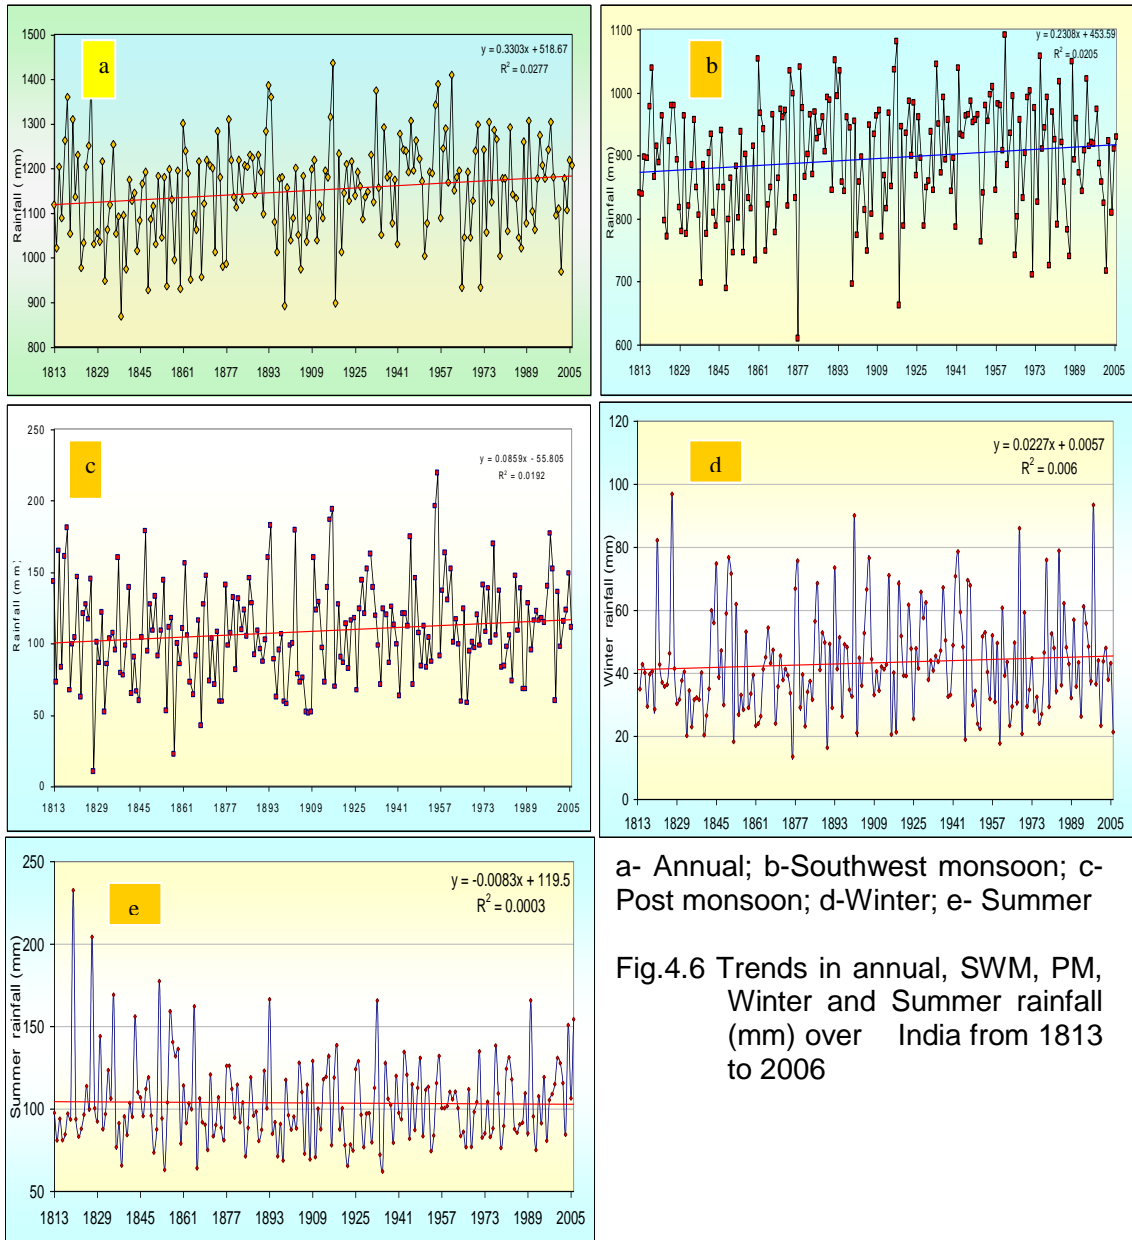 1500
1400
1300
1200
1100
1000
900
800
Rainfall (mm)
a
y = 0.3303x + 518.67
R² = 0.0277
1813 1829 1845 1861 1877 1893 1909 1925 1941 1957 1973 1989 2005
1100
1000
900
800
700
600
Rainfall (mm)
b
y = 0.2308x + 453.59
R² = 0.0205
1813 1829 1845 1861 1877 1893 1909 1925 1941 1957 1973 1989 2005
250
200
150
100
50
0
Rainfall (mm)
c
y = 0.0859x - 55.805
R² = 0.0192
1813 1829 1845 1861 1877 1893 1909 1925 1941 1957 1973 1989 2005
120
100
80
60
40
20
0
Winter rainfall (mm)
d
y = 0.0227x + 0.0057
R² = 0.006
1813 1829 1845 1861 1877 1893 1909 1925 1941 1957 1973 1989 2005
250
200
150
100
50
Summer rainfall (mm)
e
y = -0.0083x + 119.5
R² = 0.0003
1813 1829 1845 1861 1877 1893 1909 1925 1941 1957 1973 1989 2005
a- Annual; b-Southwest monsoon; c-
Post monsoon; d-Winter; e- Summer
Fig.4.6 Trends in annual, SWM, PM,
Winter and Summer rainfall
(mm) over India from 1813
to 2006